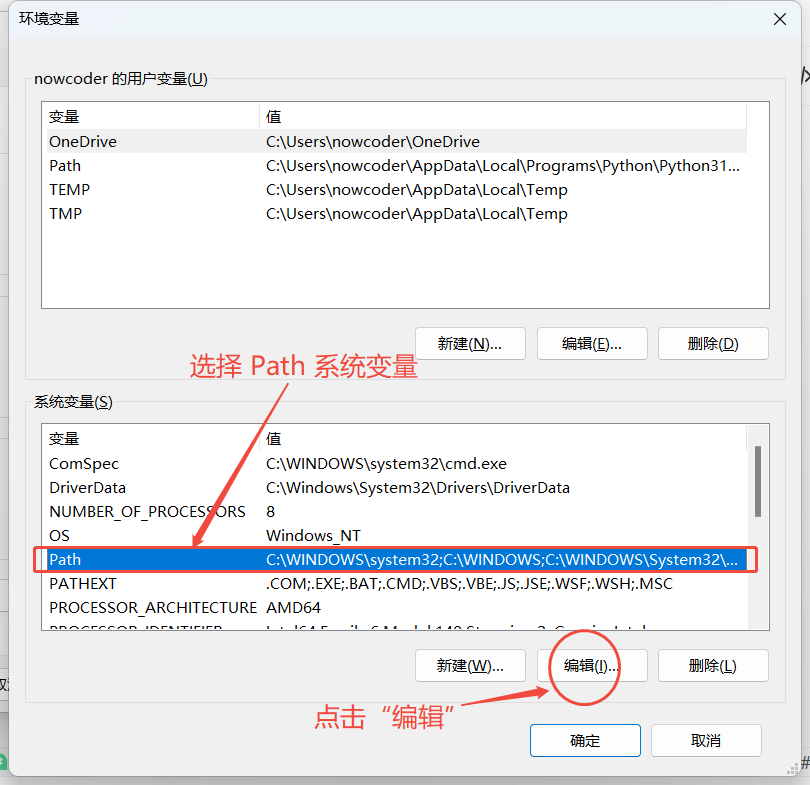 环境变量
nowcoder 的用户变量(U)
变量 值
OneDrive C:\Users\nowcoder\OneDrive
Path C:\Users\nowcoder\AppData\Local\Programs\Python\Python31...
TEMP C:\Users\nowcoder\AppData\Local\Temp
TMP C:\Users\nowcoder\AppData\Local\Temp
新建(N)... 编辑(E)... 删除(D)
选择 Path 系统变量
系统变量(S)
变量 值
ComSpec C:\WINDOWS\system32\cmd.exe
DriverData C:\Windows\System32\Drivers\DriverData
NUMBER_OF_PROCESSORS 8
OS Windows_NT
Path C:\WINDOWS\system32;C:\WINDOWS;C:\WINDOWS\System32\...
PATHEXT .COM;.EXE;.BAT;.CMD;.VBS;.VBE;.JS;.JSE;.WSF;.WSH;.MSC
PROCESSOR_ARCHITECTURE AMD64
PROCESSOR_IDENTIFIER
新建(W)... 编辑(I)... 删除(L)
点击“编辑”
确定 取消